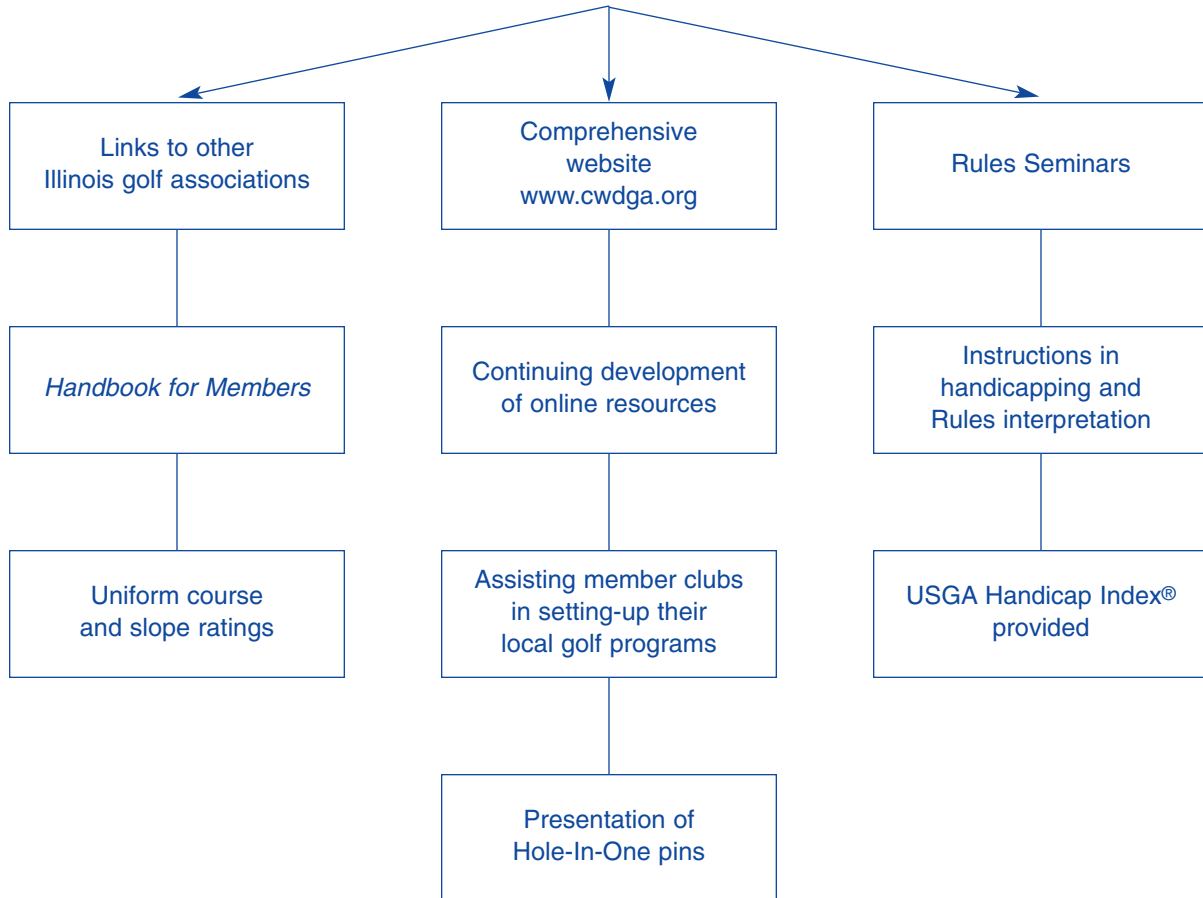 Links to other
Illinois golf associations
Comprehensive
website
www.cwdga.org
Rules Seminars
Handbook for Members
Continuing development
of online resources
Instructions in
handicapping and
Rules interpretation
Uniform course
and slope ratings
Assisting member clubs
in setting-up their
local golf programs
USGA Handicap Index®
provided
Presentation of
Hole-In-One pins